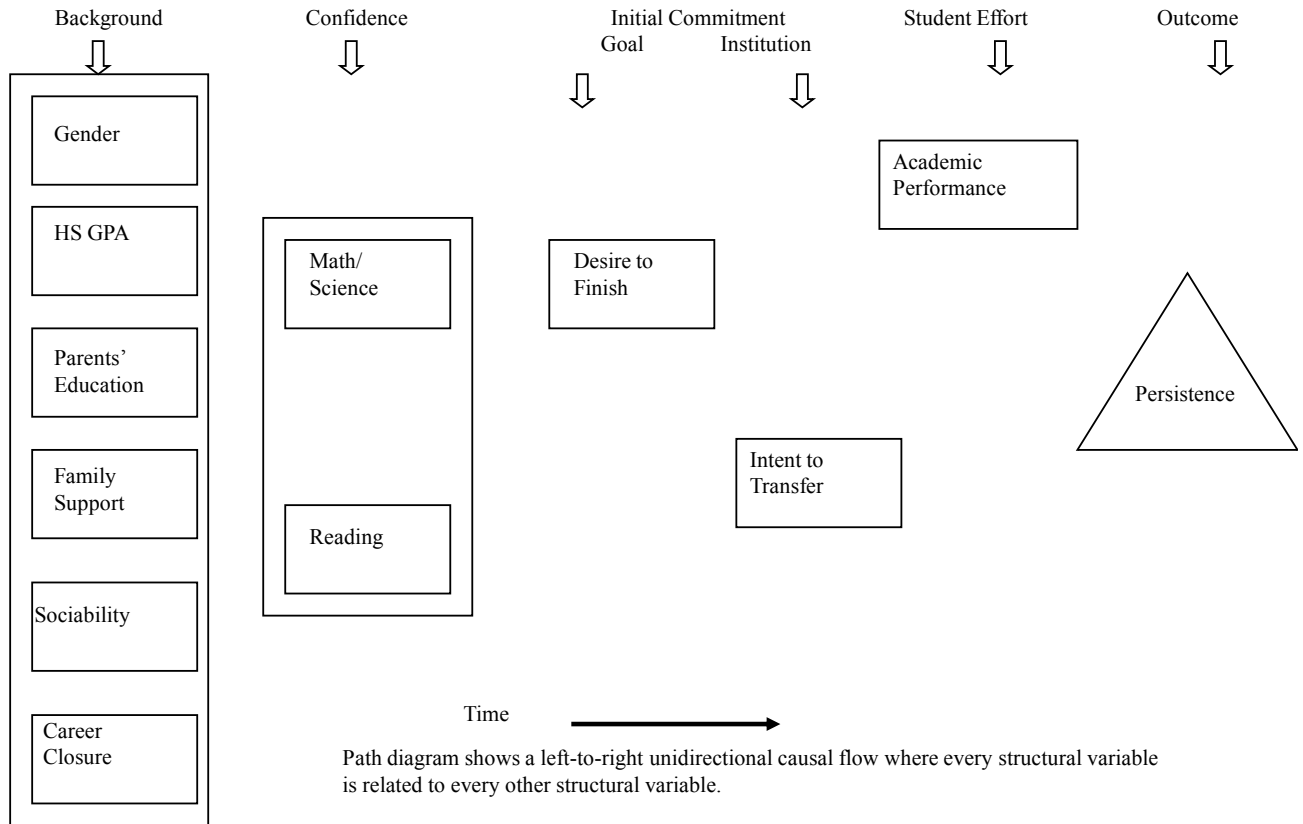 Background
Confidence
Initial Commitment
Goal
Institution
Student Effort
Outcome
Gender
HS GPA
Parents’
Education
Family
Support
Sociability
Career
Closure
Math/
Science
Reading
Desire to
Finish
Intent to
Transfer
Academic
Performance
Persistence
Time
Path diagram shows a left-to-right unidirectional causal flow where every structural variable
is related to every other structural variable.